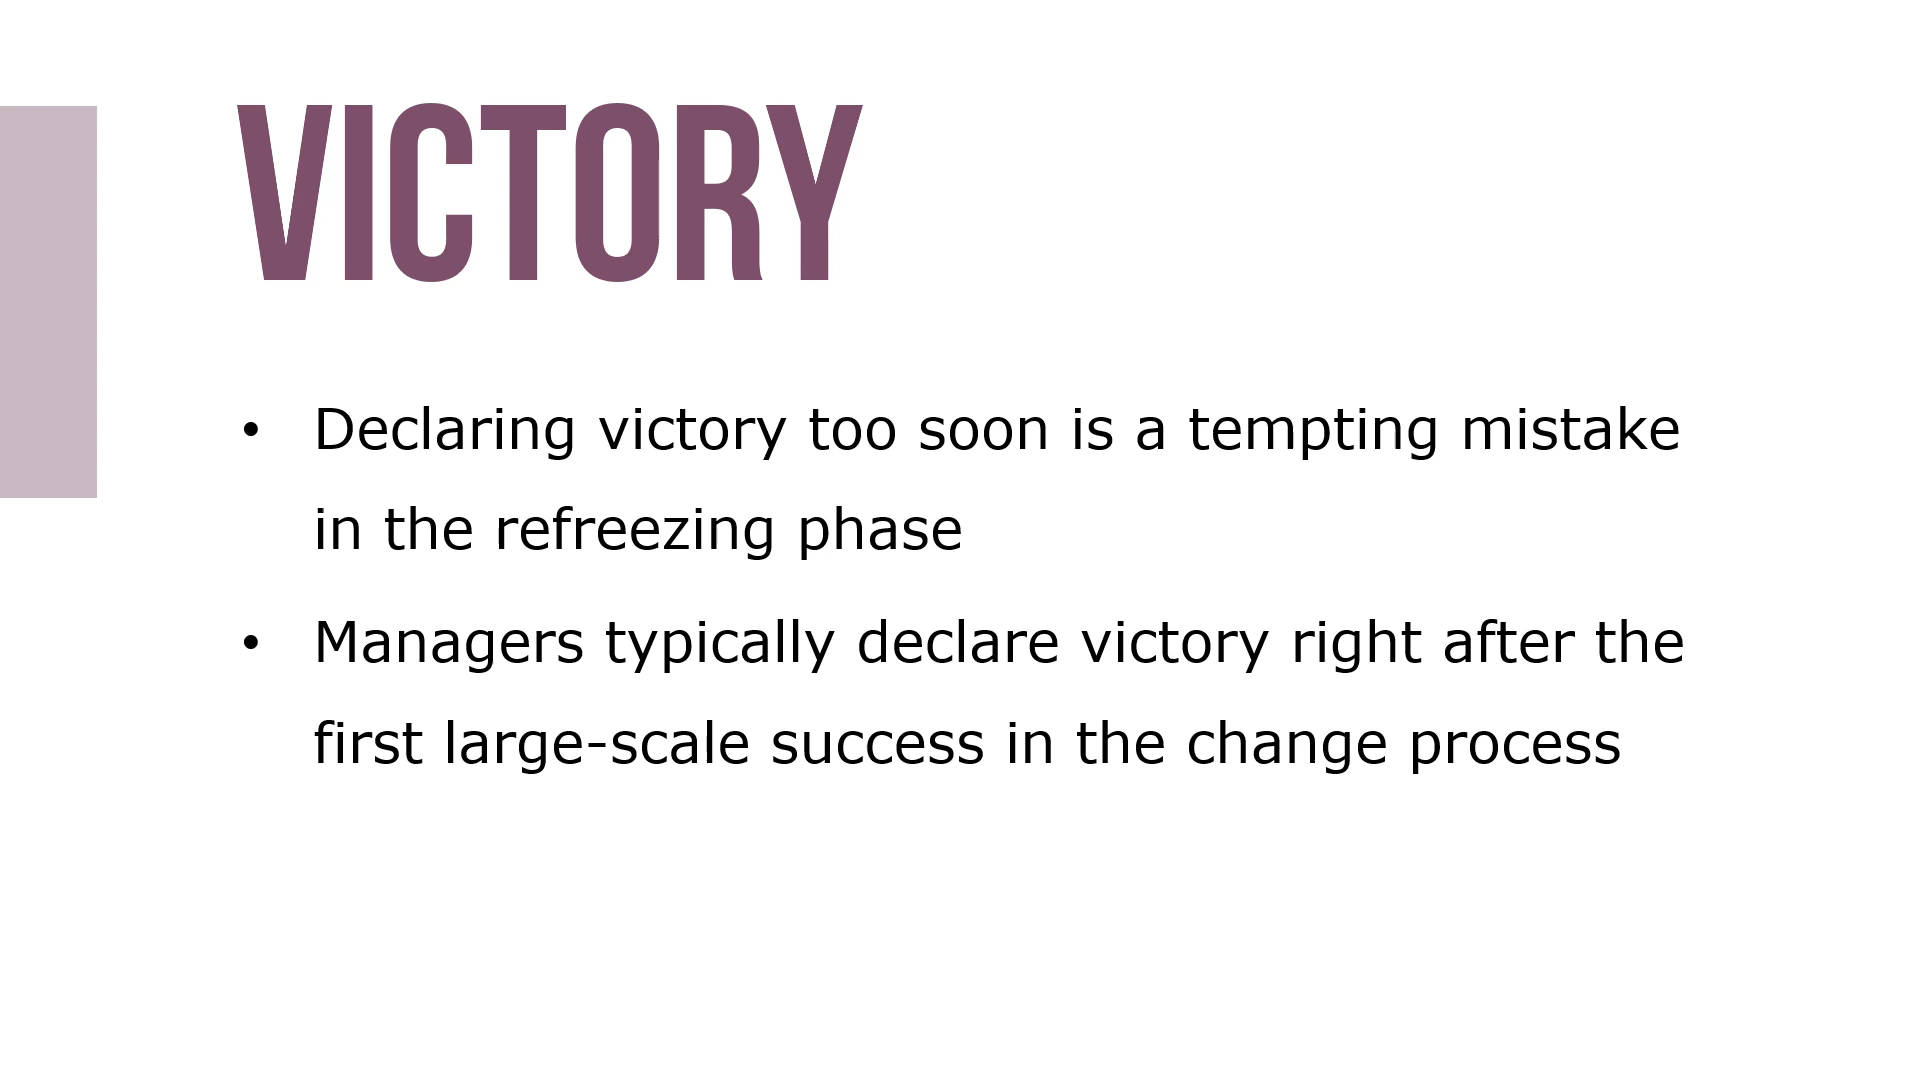 VICTORY
• Declaring victory too soon is a tempting mistake
in the refreezing phase
• Managers typically declare victory right after the
first large-scale success in the change process